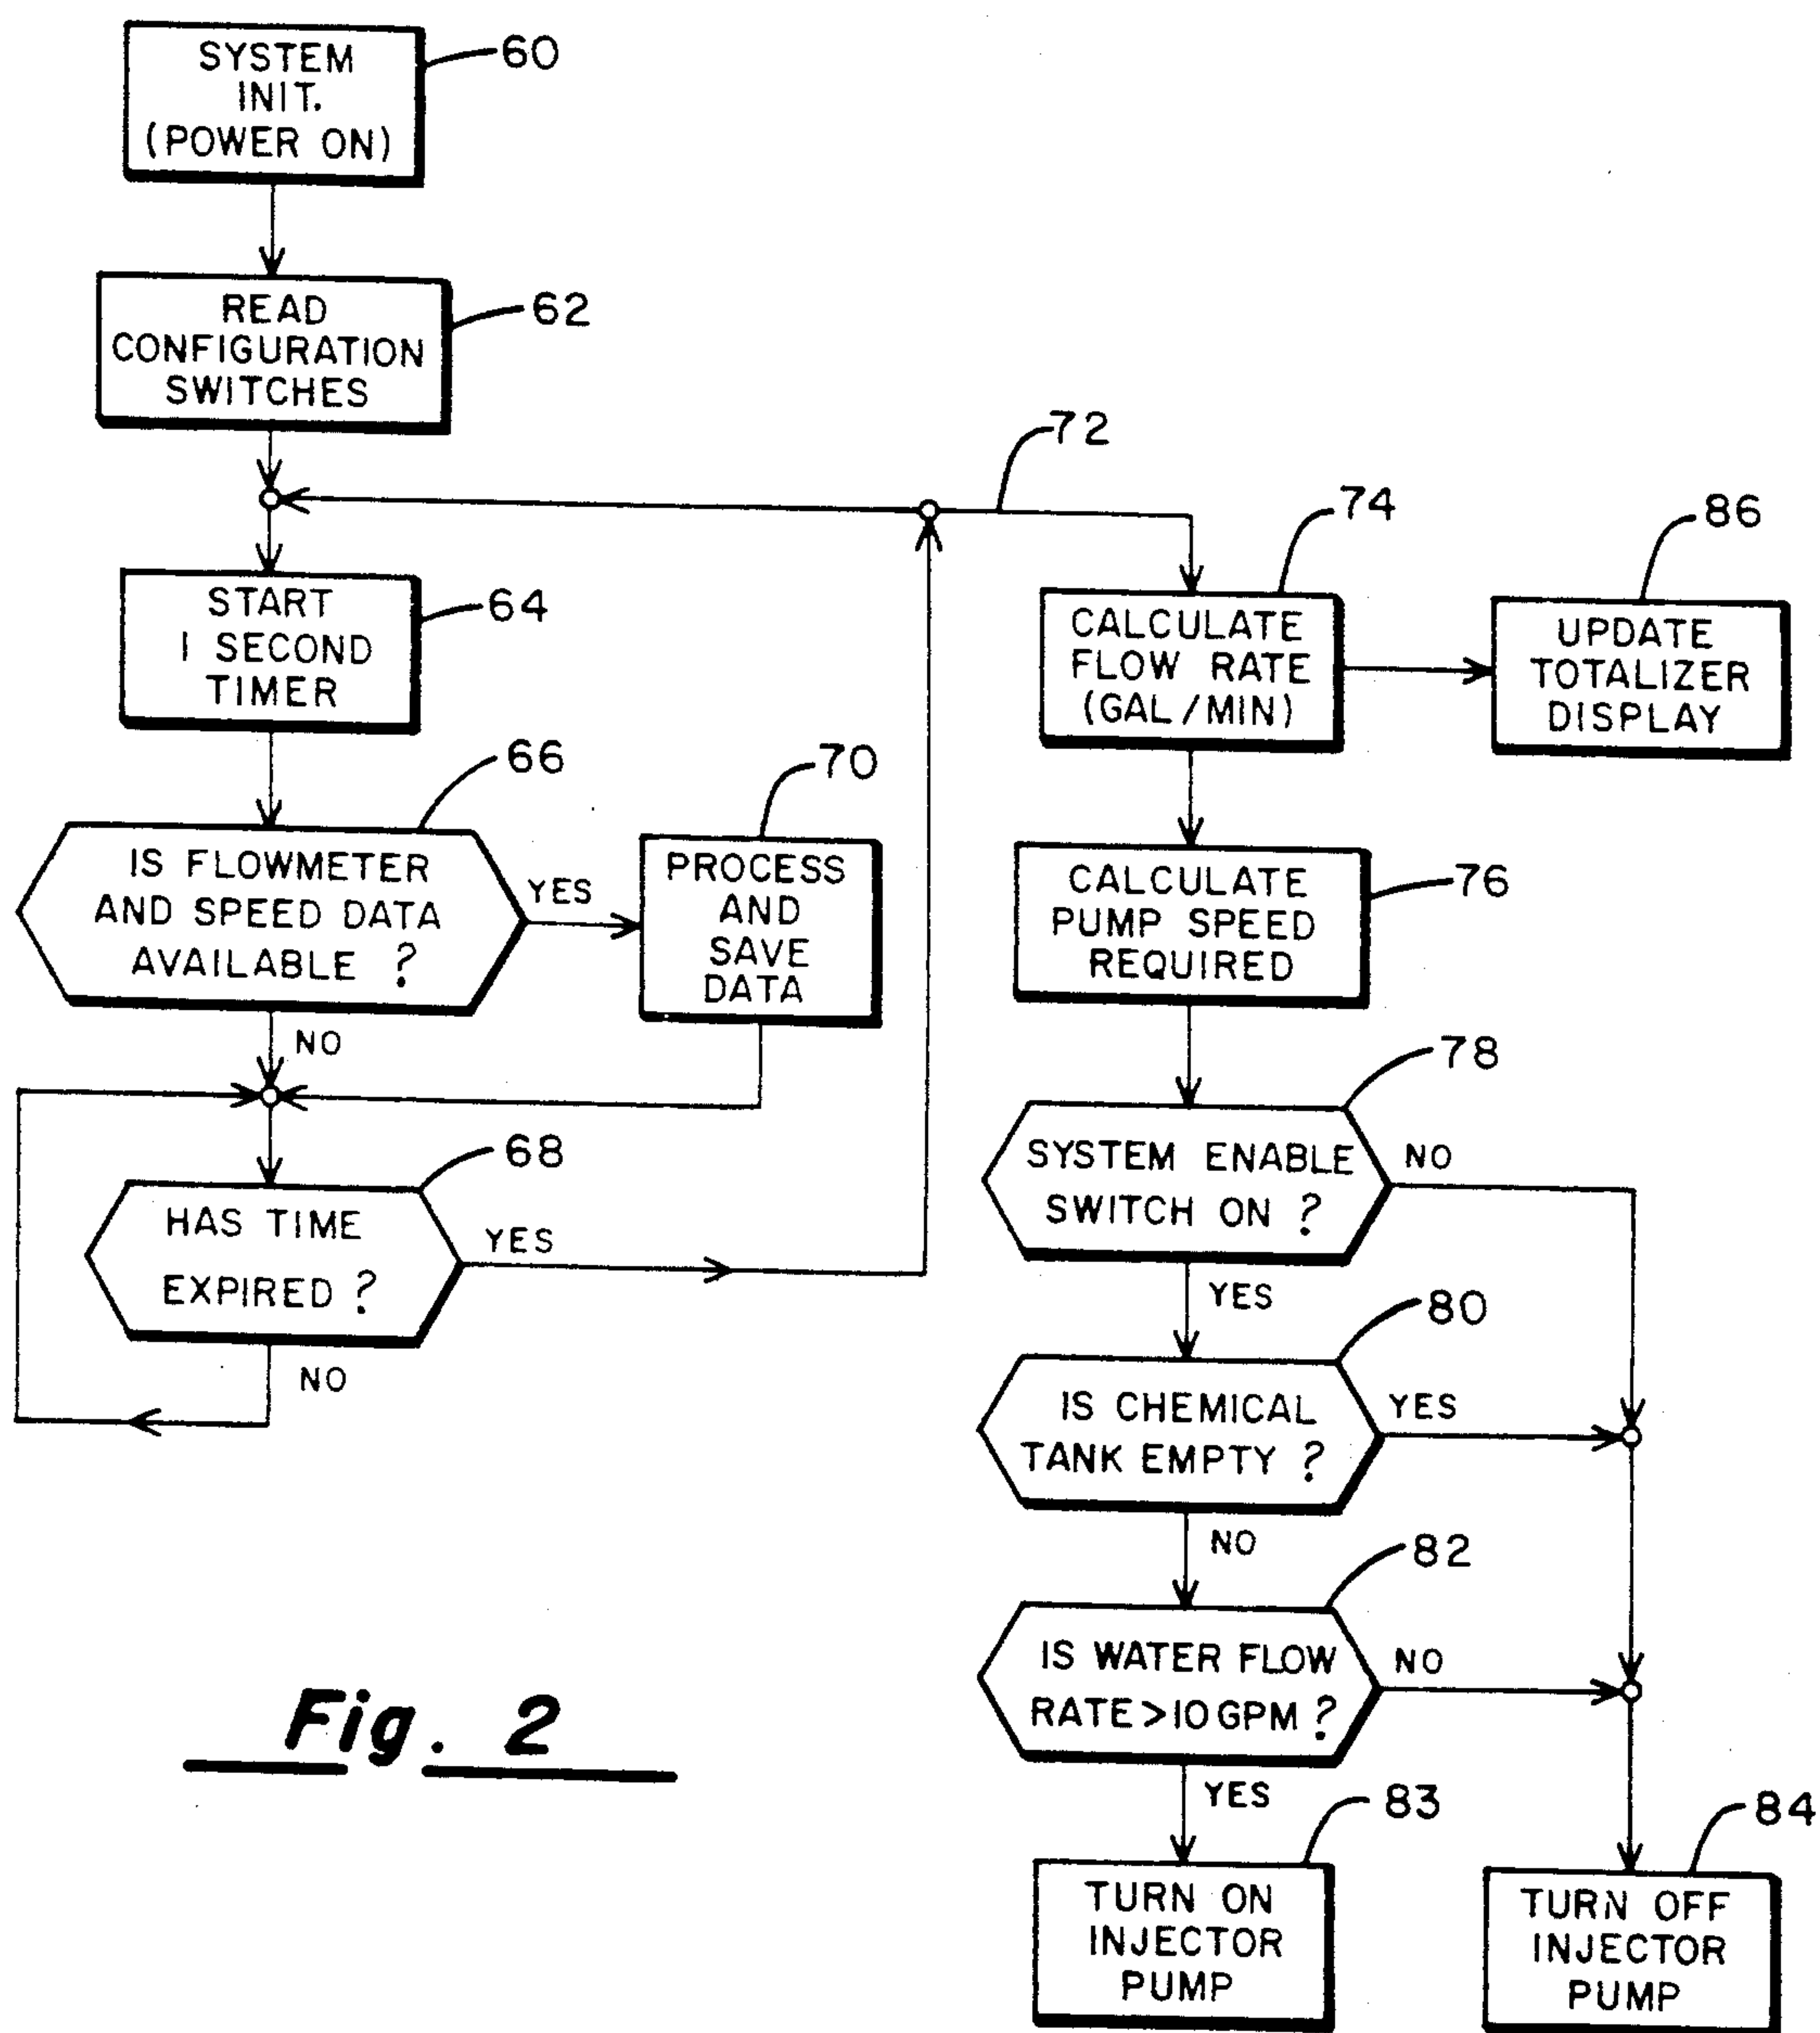 SYSTEM
INIT.
(POWER ON)
60
READ
CONFIGURATION
SWITCHES
62
72
START
1 SECOND
TIMER
64
IS FLOWMETER
AND SPEED DATA
AVAILABLE ?
66
YES
NO
PROCESS
AND
SAVE
DATA
70
HAS TIME
EXPIRED ?
68
YES
NO
CALCULATE
FLOW RATE
(GAL/MIN)
74
UPDATE
TOTALIZER
DISPLAY
86
CALCULATE
PUMP SPEED
REQUIRED
76
SYSTEM ENABLE
SWITCH ON ?
78
NO
YES
IS CHEMICAL
TANK EMPTY ?
80
YES
NO
IS WATER FLOW
RATE>10 GPM ?
82
NO
YES
TURN ON
INJECTOR
PUMP
83
TURN OFF
INJECTOR
PUMP
84
Fig. 2